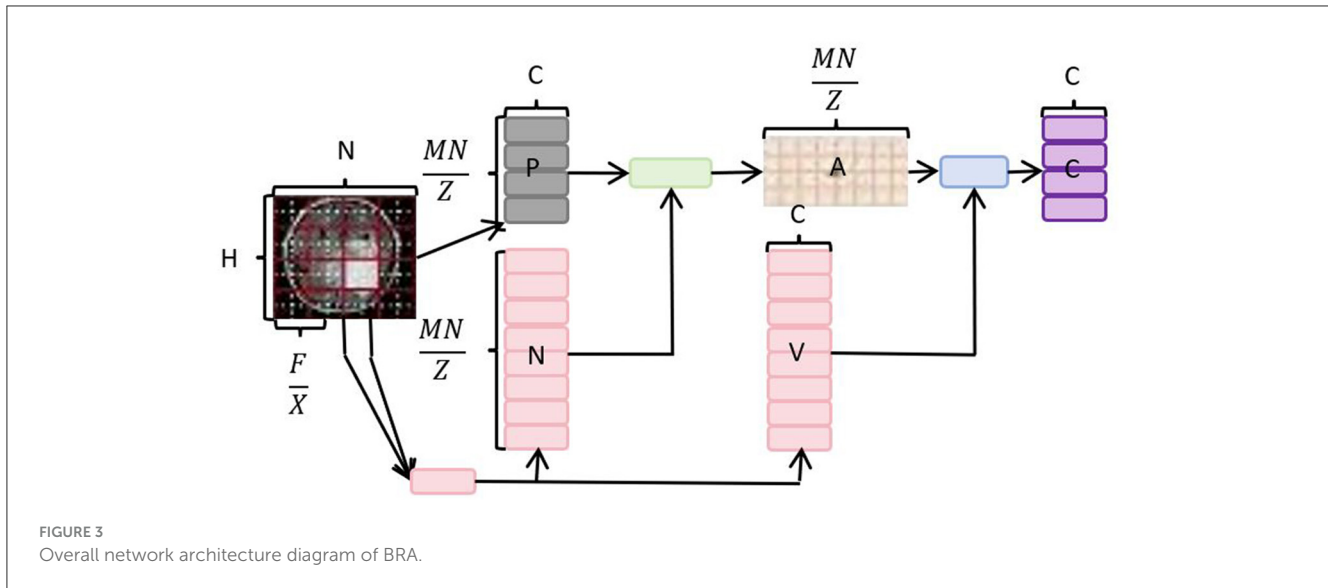 C
MN
Z
C
N
MN
Z
P
A
C
H
C
MN
Z
N
V
F
X
FIGURE 3
Overall network architecture diagram of BRA.